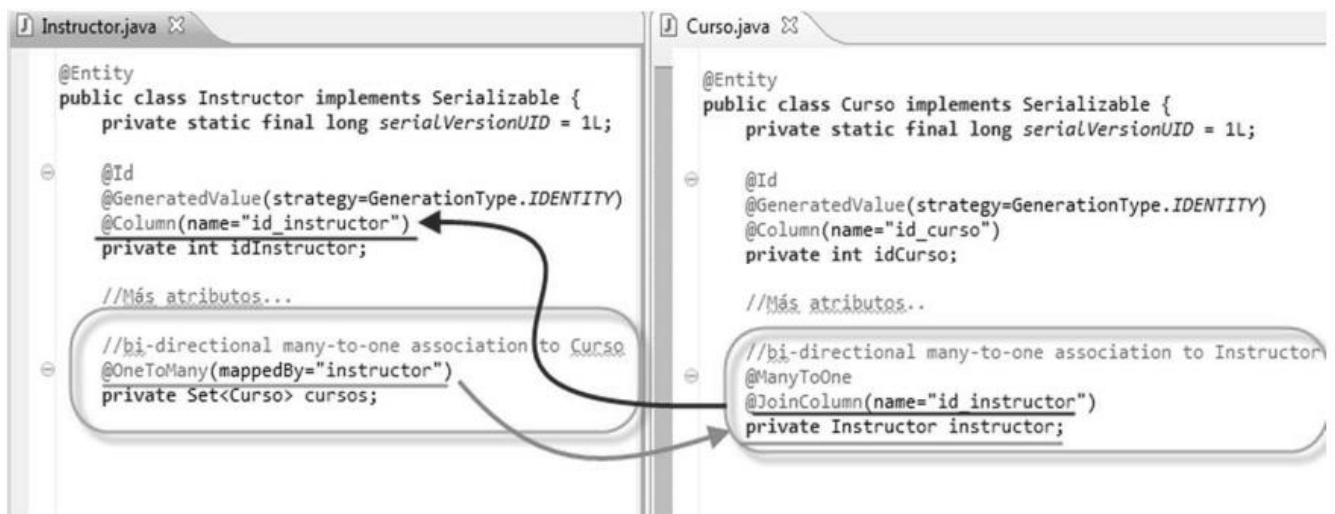 Instructor.java
@Entity
public class Instructor implements Serializable {
private static final long serialVersionUID = 1L;
@Id
@GeneratedValue(strategy=GenerationType.IDENTITY)
@Column(name="id_instructor")
private int idInstructor;
//Más atributos...
//bi-directional many-to-one association to Curso
@OneToMany(mappedBy="instructor")
private Set<Curso> cursos;
Curso.java
@Entity
public class Curso implements Serializable {
private static final long serialVersionUID = 1L;
@Id
@GeneratedValue(strategy=GenerationType.IDENTITY)
@Column(name="id_curso")
private int idCurso;
//Más atributos..
//bi-directional many-to-one association to Instructor
@ManyToOne
@JoinColumn(name="id_instructor")
private Instructor instructor;